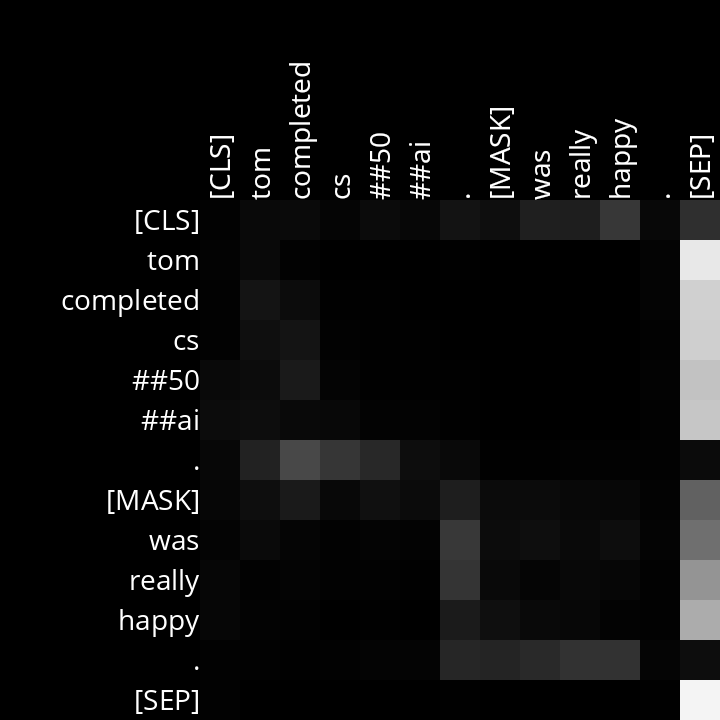 [CLS]
tom
completed
cs
##50
##ai
.
[MASK]
was
really
happy
.
[SEP]
[CLS]
tom
completed
cs
##50
##ai
.
[MASK]
was
really
happy
.
[SEP]